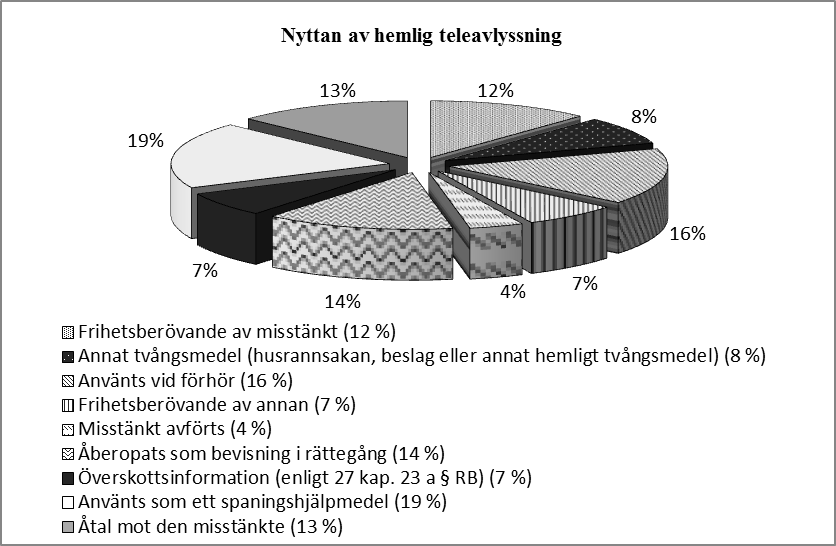 Nyttan av hemlig teleavlyssning
13 %
12 %
8 %
19 %
16 %
7 %
14 %
4 %
7 %
Frihetsberövande av misstänkt (12 %)
Annat tvångsmedel (husrannsakan, beslag eller annat hemligt tvångsmedel) (8 %)
Använts vid förhör (16 %)
Frihetsberövande av annan (7 %)
Misstänkt avförts (4 %)
Åberopats som bevisning i rättegång (14 %)
Överskottsinformation (enligt 27 kap. 23 a § RB) (7 %)
Använts som ett spaningshjälpmedel (19 %)
Åtal mot den misstänkte (13 %)